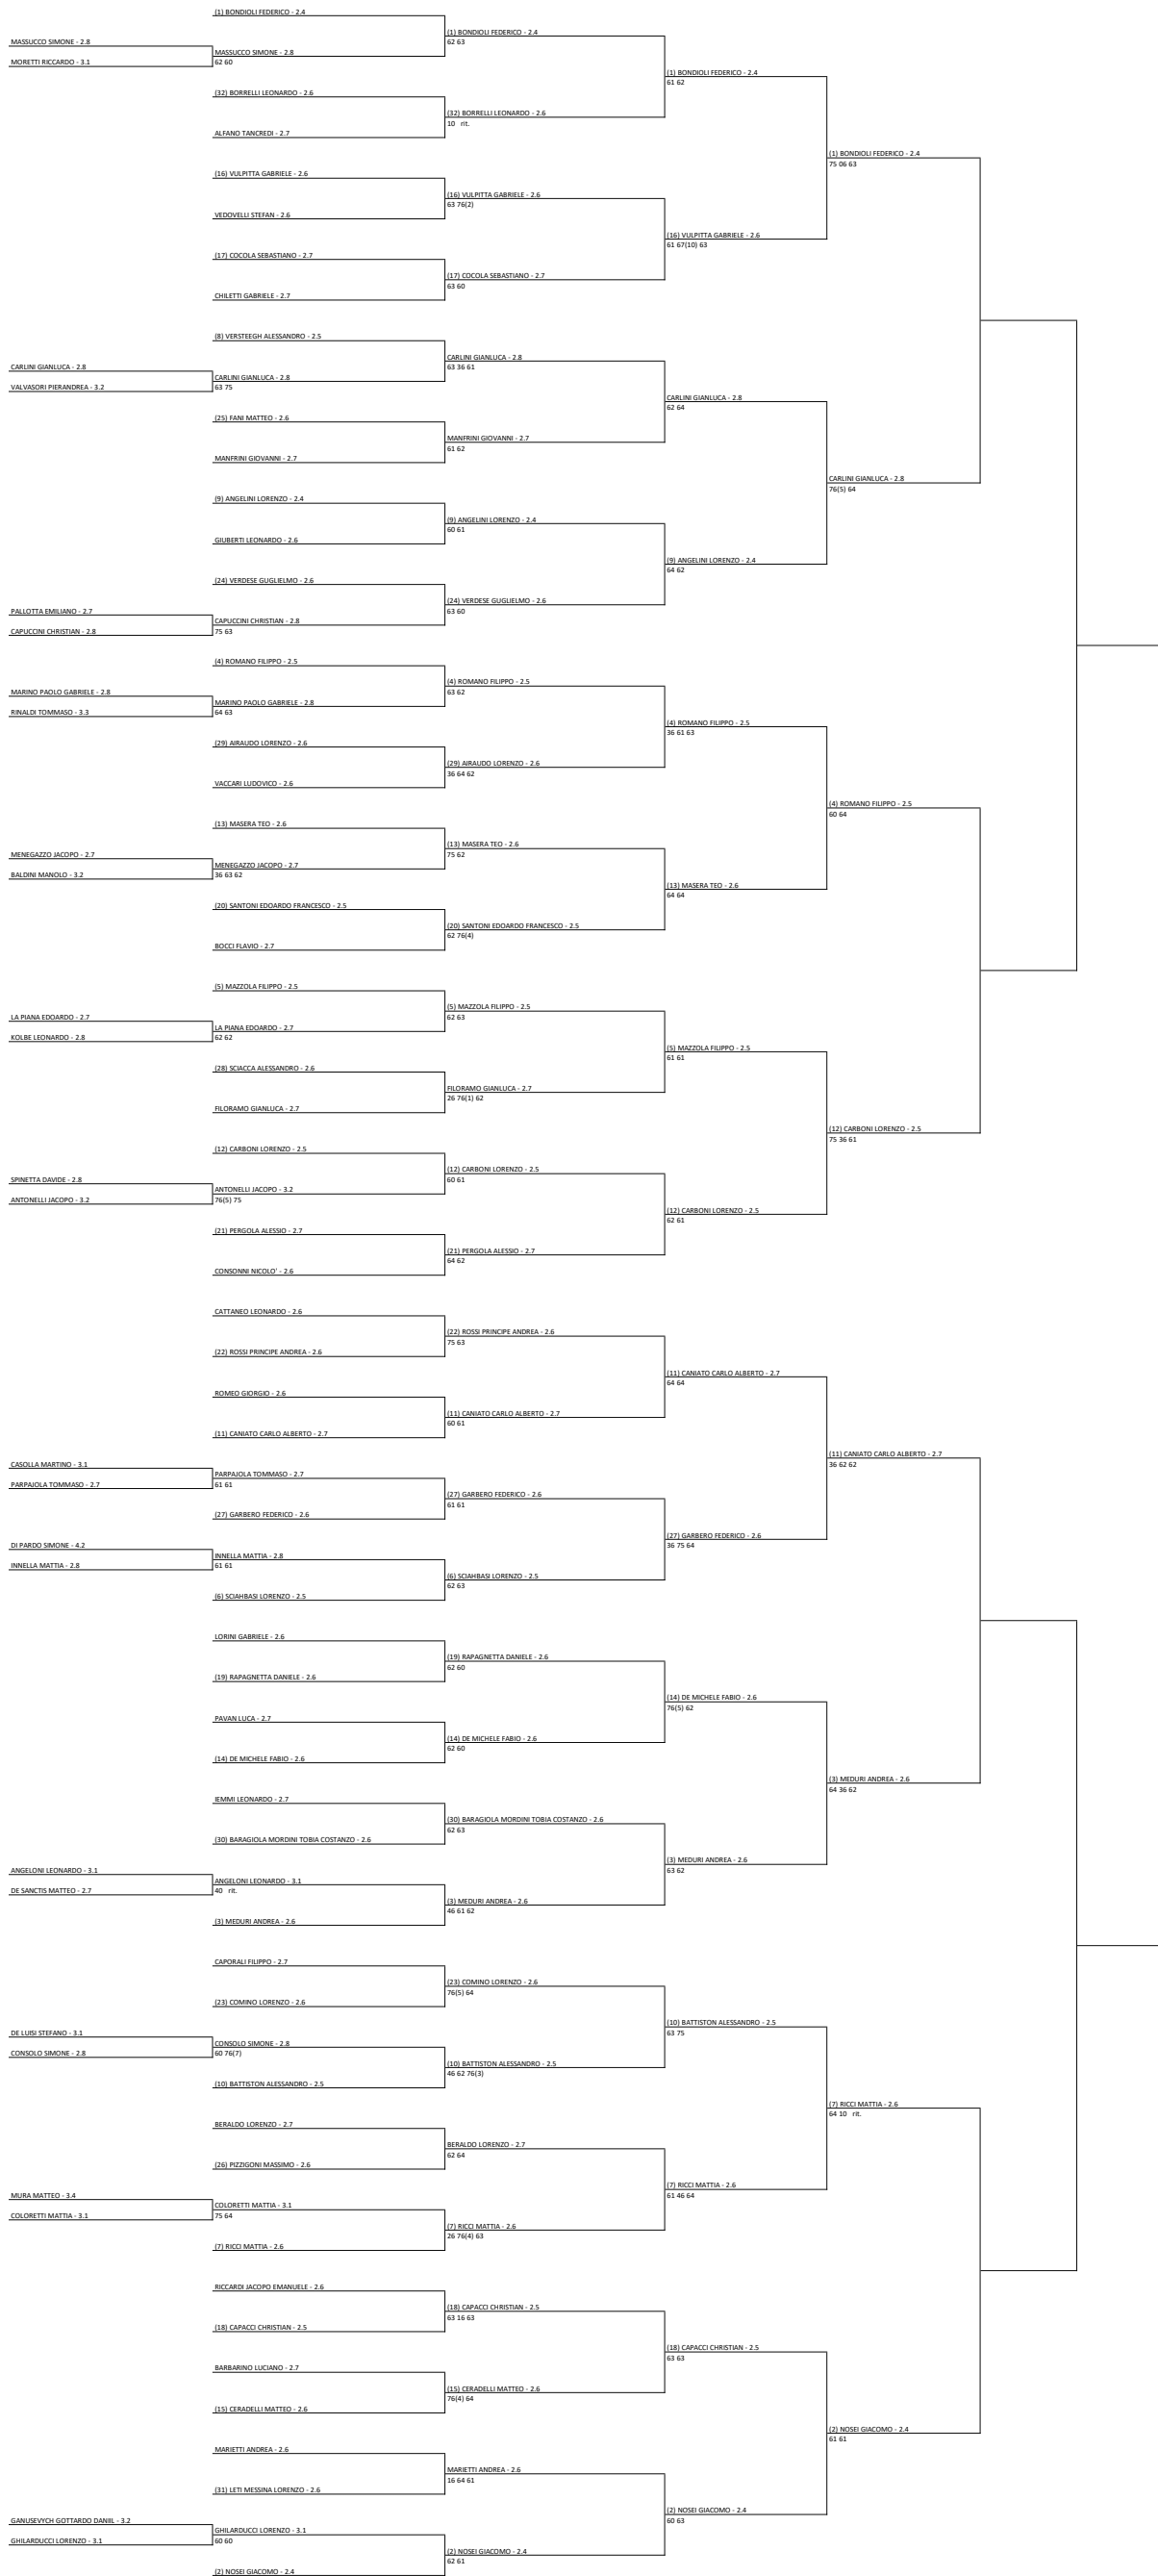 (1) BONDIOLI FEDERICO - 2.4
(1) BONDIOLI FEDERICO - 2.4
62 63
MASSUCCO SIMONE - 2.8
MASSUCCO SIMONE - 2.8
62 60
MORETTI RICCARDO - 3.1
(1) BONDIOLI FEDERICO - 2.4
61 62
(32) BORRELLI LEONARDO - 2.6
(32) BORRELLI LEONARDO - 2.6
10 rit.
ALFANO TANCREDI - 2.7
(1) BONDIOLI FEDERICO - 2.4
75 06 63
(16) VULPITTA GABRIELE - 2.6
(16) VULPITTA GABRIELE - 2.6
63 76(2)
VEDOVELLI STEFAN - 2.6
(16) VULPITTA GABRIELE - 2.6
61 67(10) 63
(17) COCOLA SEBASTIANO - 2.7
(17) COCOLA SEBASTIANO - 2.7
63 60
CHILETTI GABRIELE - 2.7
(8) VERSTEEGH ALESSANDRO - 2.5
CARLINI GIANLUCA - 2.8
63 36 61
CARLINI GIANLUCA - 2.8
CARLINI GIANLUCA - 2.8
63 75
VALVASORI PIERANDREA - 3.2
CARLINI GIANLUCA - 2.8
62 64
(25) FANI MATTEO - 2.6
MANFRINI GIOVANNI - 2.7
61 62
MANFRINI GIOVANNI - 2.7
CARLINI GIANLUCA - 2.8
76(5) 64
(9) ANGELINI LORENZO - 2.4
(9) ANGELINI LORENZO - 2.4
60 61
GIUBERTI LEONARDO - 2.6
(9) ANGELINI LORENZO - 2.4
64 62
(24) VERDESE GUGLIELMO - 2.6
(24) VERDESE GUGLIELMO - 2.6
63 60
PALLOTTA EMILIANO - 2.7
CAPUCCINI CHRISTIAN - 2.8
75 63
CAPUCCINI CHRISTIAN - 2.8
(4) ROMANO FILIPPO - 2.5
(4) ROMANO FILIPPO - 2.5
63 62
MARINO PAOLO GABRIELE - 2.8
MARINO PAOLO GABRIELE - 2.8
64 63
RINALDI TOMMASO - 3.3
(4) ROMANO FILIPPO - 2.5
36 61 63
(29) AIRAUDO LORENZO - 2.6
(29) AIRAUDO LORENZO - 2.6
36 64 62
VACCARI LUDOVICO - 2.6
(4) ROMANO FILIPPO - 2.5
60 64
(13) MASERA TEO - 2.6
(13) MASERA TEO - 2.6
75 62
MENEGAZZO JACOPO - 2.7
MENEGAZZO JACOPO - 2.7
36 63 62
BALDINI MANOLO - 3.2
(13) MASERA TEO - 2.6
64 64
(20) SANTONI EDOARDO FRANCESCO - 2.5
(20) SANTONI EDOARDO FRANCESCO - 2.5
62 76(4)
BOCCI FLAVIO - 2.7
(5) MAZZOLA FILIPPO - 2.5
(5) MAZZOLA FILIPPO - 2.5
62 63
LA PIANA EDOARDO - 2.7
LA PIANA EDOARDO - 2.7
62 62
KOLBE LEONARDO - 2.8
(5) MAZZOLA FILIPPO - 2.5
61 61
(28) SCIACCA ALESSANDRO - 2.6
FILORAMO GIANLUCA - 2.7
26 76(1) 62
FILORAMO GIANLUCA - 2.7
(12) CARBONI LORENZO - 2.5
75 36 61
(12) CARBONI LORENZO - 2.5
(12) CARBONI LORENZO - 2.5
60 61
SPINETTA DAVIDE - 2.8
ANTONELLI JACOPO - 3.2
76(5) 75
ANTONELLI JACOPO - 3.2
(12) CARBONI LORENZO - 2.5
62 61
(21) PERGOLA ALESSIO - 2.7
(21) PERGOLA ALESSIO - 2.7
64 62
CONSONNI NICOLO' - 2.6
CATTANEO LEONARDO - 2.6
(22) ROSSI PRINCIPE ANDREA - 2.6
75 63
(22) ROSSI PRINCIPE ANDREA - 2.6
(11) CANIATO CARLO ALBERTO - 2.7
64 64
ROMEO GIORGIO - 2.6
(11) CANIATO CARLO ALBERTO - 2.7
60 61
(11) CANIATO CARLO ALBERTO - 2.7
(11) CANIATO CARLO ALBERTO - 2.7
36 62 62
CASOLLA MARTINO - 3.1
PARPAJOLA TOMMASO - 2.7
61 61
PARPAJOLA TOMMASO - 2.7
(27) GARBERO FEDERICO - 2.6
61 61
(27) GARBERO FEDERICO - 2.6
(27) GARBERO FEDERICO - 2.6
36 75 64
DI PARDO SIMONE - 4.2
INNELLA MATTIA - 2.8
61 61
INNELLA MATTIA - 2.8
(6) SCIAHBASI LORENZO - 2.5
62 63
(6) SCIAHBASI LORENZO - 2.5
LORINI GABRIELE - 2.6
(19) RAPAGNETTA DANIELE - 2.6
62 60
(19) RAPAGNETTA DANIELE - 2.6
(14) DE MICHELE FABIO - 2.6
76(5) 62
PAVAN LUCA - 2.7
(14) DE MICHELE FABIO - 2.6
62 60
(14) DE MICHELE FABIO - 2.6
(3) MEDURI ANDREA - 2.6
64 36 62
IEMMI LEONARDO - 2.7
(30) BARAGIOLA MORDINI TOBIA COSTANZO - 2.6
62 63
(30) BARAGIOLA MORDINI TOBIA COSTANZO - 2.6
(3) MEDURI ANDREA - 2.6
63 62
ANGELONI LEONARDO - 3.1
ANGELONI LEONARDO - 3.1
40 rit.
DE SANCTIS MATTEO - 2.7
(3) MEDURI ANDREA - 2.6
46 61 62
(3) MEDURI ANDREA - 2.6
CAPORALI FILIPPO - 2.7
(23) COMINO LORENZO - 2.6
76(5) 64
(23) COMINO LORENZO - 2.6
(10) BATTISTON ALESSANDRO - 2.5
63 75
DE LUISI STEFANO - 3.1
CONSOLO SIMONE - 2.8
60 76(7)
CONSOLO SIMONE - 2.8
(10) BATTISTON ALESSANDRO - 2.5
46 62 76(3)
(10) BATTISTON ALESSANDRO - 2.5
(7) RICCI MATTIA - 2.6
64 10 rit.
BERALDO LORENZO - 2.7
BERALDO LORENZO - 2.7
62 64
(26) PIZZIGONI MASSIMO - 2.6
(7) RICCI MATTIA - 2.6
61 46 64
MURA MATTEO - 3.4
COLORETTI MATTIA - 3.1
75 64
COLORETTI MATTIA - 3.1
(7) RICCI MATTIA - 2.6
26 76(4) 63
(7) RICCI MATTIA - 2.6
RICCARDI JACOPO EMANUELE - 2.6
(18) CAPACCI CHRISTIAN - 2.5
63 16 63
(18) CAPACCI CHRISTIAN - 2.5
(18) CAPACCI CHRISTIAN - 2.5
63 63
BARBARINO LUCIANO - 2.7
(15) CERADELLI MATTEO - 2.6
76(4) 64
(15) CERADELLI MATTEO - 2.6
(2) NOSEI GIACOMO - 2.4
61 61
MARIETTI ANDREA - 2.6
MARIETTI ANDREA - 2.6
16 64 61
(31) LETI MESSINA LORENZO - 2.6
(2) NOSEI GIACOMO - 2.4
60 63
GANUSEVYCH GOTTARDO DANIIL - 3.2
GHILARDUCCI LORENZO - 3.1
60 60
GHILARDUCCI LORENZO - 3.1
(2) NOSEI GIACOMO - 2.4
62 61
(2) NOSEI GIACOMO - 2.4